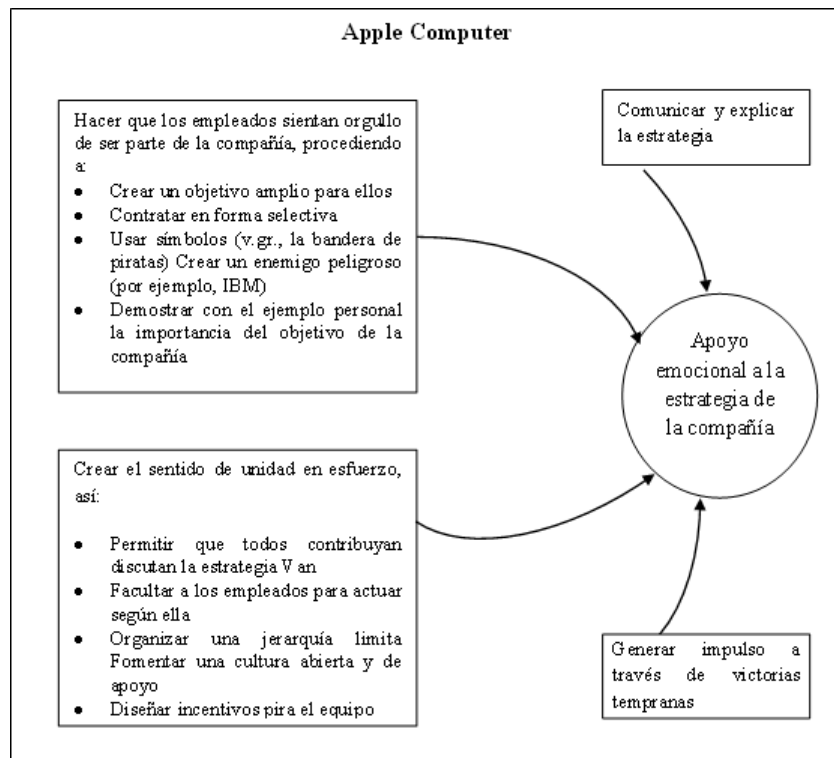 Apple Computer
Hacer que los empleados sientan orgullo
de ser parte de la compañía, procediendo
a:
• Crear un objetivo amplio para ellos
• Contratar en forma selectiva
• Usar símbolos (v.gr., la bandera de
piratas) Crear un enemigo peligroso
(por ejemplo, IBM)
• Demostrar con el ejemplo personal
la importancia del objetivo de la
compañía
Comunicar y explicar
la estrategia
Apoyo
emocional a la
estrategia de
la compañía
Crear el sentido de unidad en esfuerzo,
así:
• Permitir que todos contribuyan
discutan la estrategia V an
• Facultar a los empleados para actuar
según ella
• Organizar una jerarquía limita
Fomentar una cultura abierta y de
apoyo
• Diseñar incentivos pira el equipo
Generar impulso a
través de victorias
tempranas